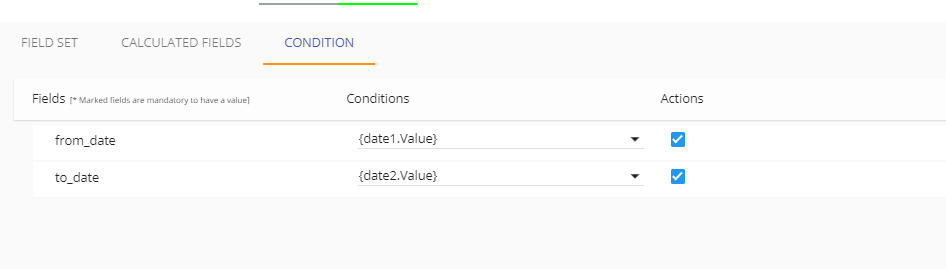 FIELD SET CALCULATED FIELDS CONDITION
Fields [* Marked fields are mandatory to have a value] Conditions Actions
from_date {date1.Value}
to_date {date2.Value}